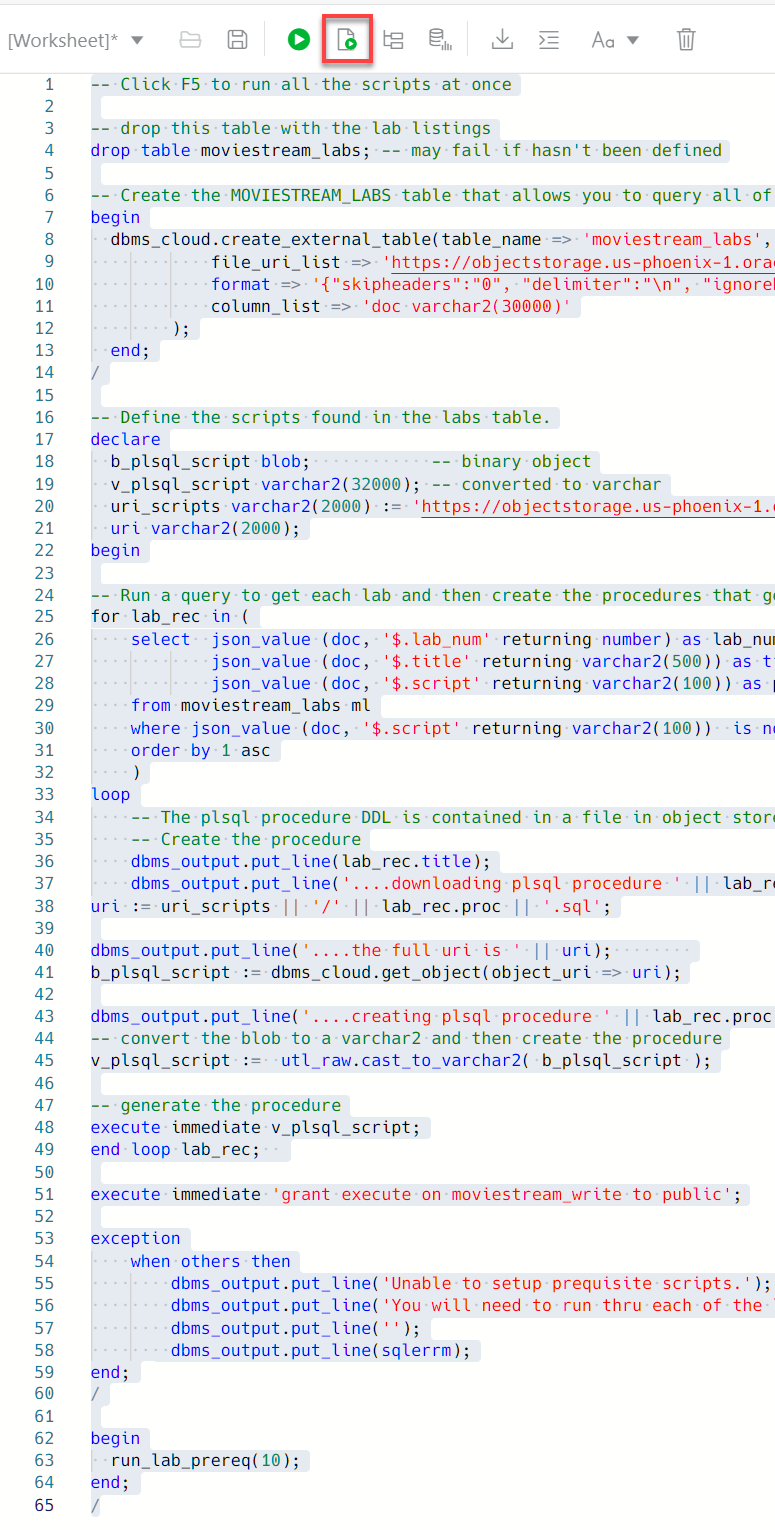 [Worksheet]*
Aa
1 -- Click F5 to run all the scripts at once
2
3 -- drop this table with the lab listings
4 drop table moviestream_labs; -- may fail if hasn't been defined
5
6 -- Create the MOVIESTREAM_LABS table that allows you to query all of
7 begin
8   dbms_cloud.create_external_table(table_name => 'moviestream_labs',
9             file_uri_list => 'https://objectstorage.us-phoenix-1.orac
10             format => '{"skipheaders":"0", "delimiter":"\n", "ignorebl
11             column_list => 'doc varchar2(30000)'
12         );
13   end;
14 /
15
16 -- Define the scripts found in the labs table.
17 declare
18   b_plsql_script blob;            -- binary object
19   v_plsql_script varchar2(32000); -- converted to varchar
20   uri_scripts varchar2(2000) := 'https://objectstorage.us-phoenix-1.o
21   uri varchar2(2000);
22 begin
23
24 -- Run a query to get each lab and then create the procedures that ge
25 for lab_rec in (
26     select  json_value (doc, '$.lab_num' returning number) as lab_num
27             json_value (doc, '$.title' returning varchar2(500)) as t
28             json_value (doc, '$.script' returning varchar2(100)) as p
29     from moviestream_labs ml
30     where json_value (doc, '$.script' returning varchar2(100))  is no
31     order by 1 asc
32     )
33 loop
34     -- The plsql procedure DDL is contained in a file in object store
35     -- Create the procedure
36     dbms_output.put_line(lab_rec.title);
37     dbms_output.put_line('....downloading plsql procedure ' || lab_re
38 uri := uri_scripts || '/' || lab_rec.proc || '.sql';
39
40 dbms_output.put_line('....the full uri is ' || uri);
41 b_plsql_script := dbms_cloud.get_object(object_uri => uri);
42
43 dbms_output.put_line('....creating plsql procedure ' || lab_rec.proc
44 -- convert the blob to a varchar2 and then create the procedure
45 v_plsql_script :=  utl_raw.cast_to_varchar2( b_plsql_script );
46
47 -- generate the procedure
48 execute immediate v_plsql_script;
49 end loop lab_rec;
50
51 execute immediate 'grant execute on moviestream_write to public';
52
53 exception
54     when others then
55         dbms_output.put_line('Unable to setup prequisite scripts.');
56         dbms_output.put_line('You will need to run thru each of the
57         dbms_output.put_line('');
58         dbms_output.put_line(sqlerrm);
59 end;
60 /
61
62 begin
63   run_lab_prereq(10);
64 end;
65 /